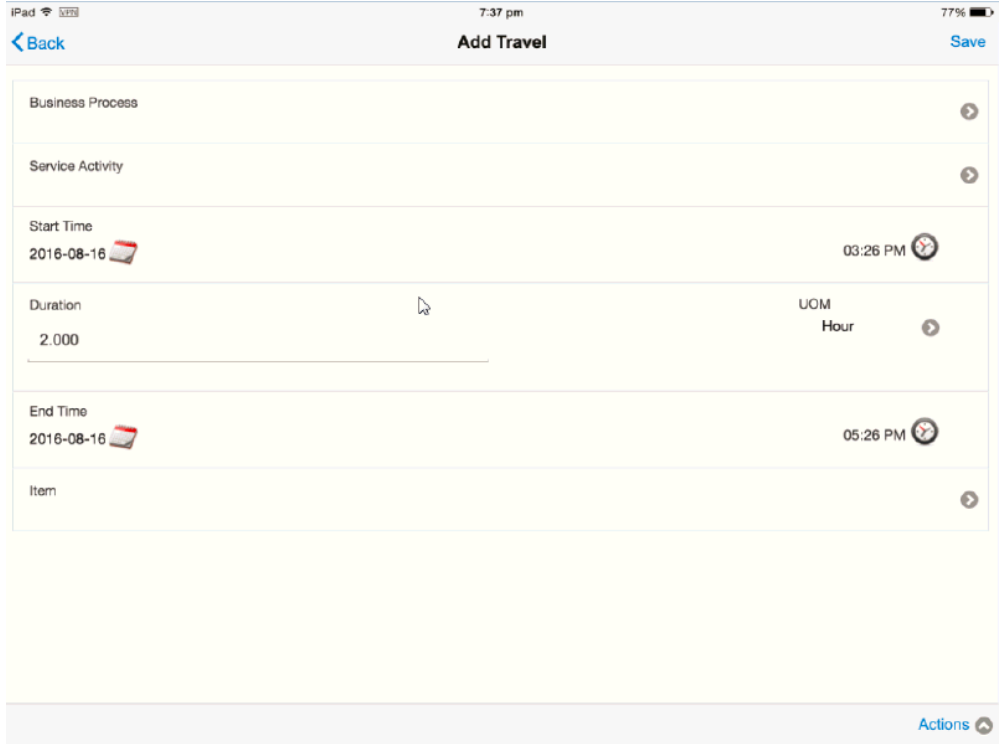 iPad VPN 7:37 pm 77%
Back Add Travel Save
Business Process
Service Activity
Start Time
2016-08-16 03:26 PM
Duration UOM
Hour
2.000
End Time
2016-08-16 05:26 PM
Item
Actions